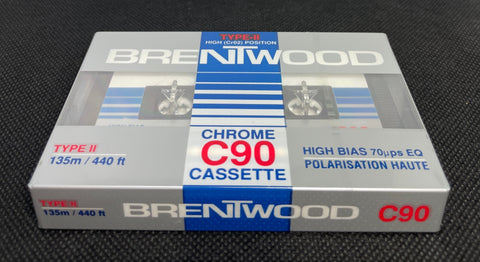 TYPE-II
HIGH (CrO2) POSITION
BRENTWOOD
CHROME
C90
CASSETTE
TYPE II
135m / 440 ft
HIGH BIAS 70µps EQ
POLARISATION HAUTE
TYPE II
135m / 440 ft
BRENTWOOD
C90